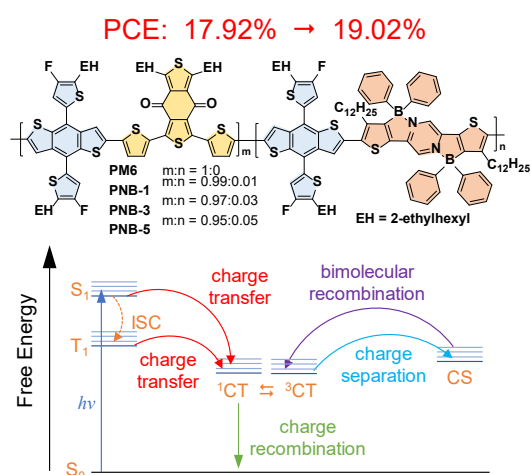 PCE: 17.92% → 19.02%
F EH EH S EH F EH
S S S O O S S S S
C₁₂H₂₅ B N S S N B C₁₂H₂₅
m n
S S EH F S S F EH
PM6 m:n = 1:0
PNB-1 m:n = 0.99:0.01
PNB-3 m:n = 0.97:0.03
PNB-5 m:n = 0.95:0.05
EH = 2-ethylhexyl
Free Energy
S₁
ISC
T₁
hv
S₀
charge transfer
charge transfer
¹CT ⇆ ³CT
bimolecular recombination
charge separation
CS
charge recombination